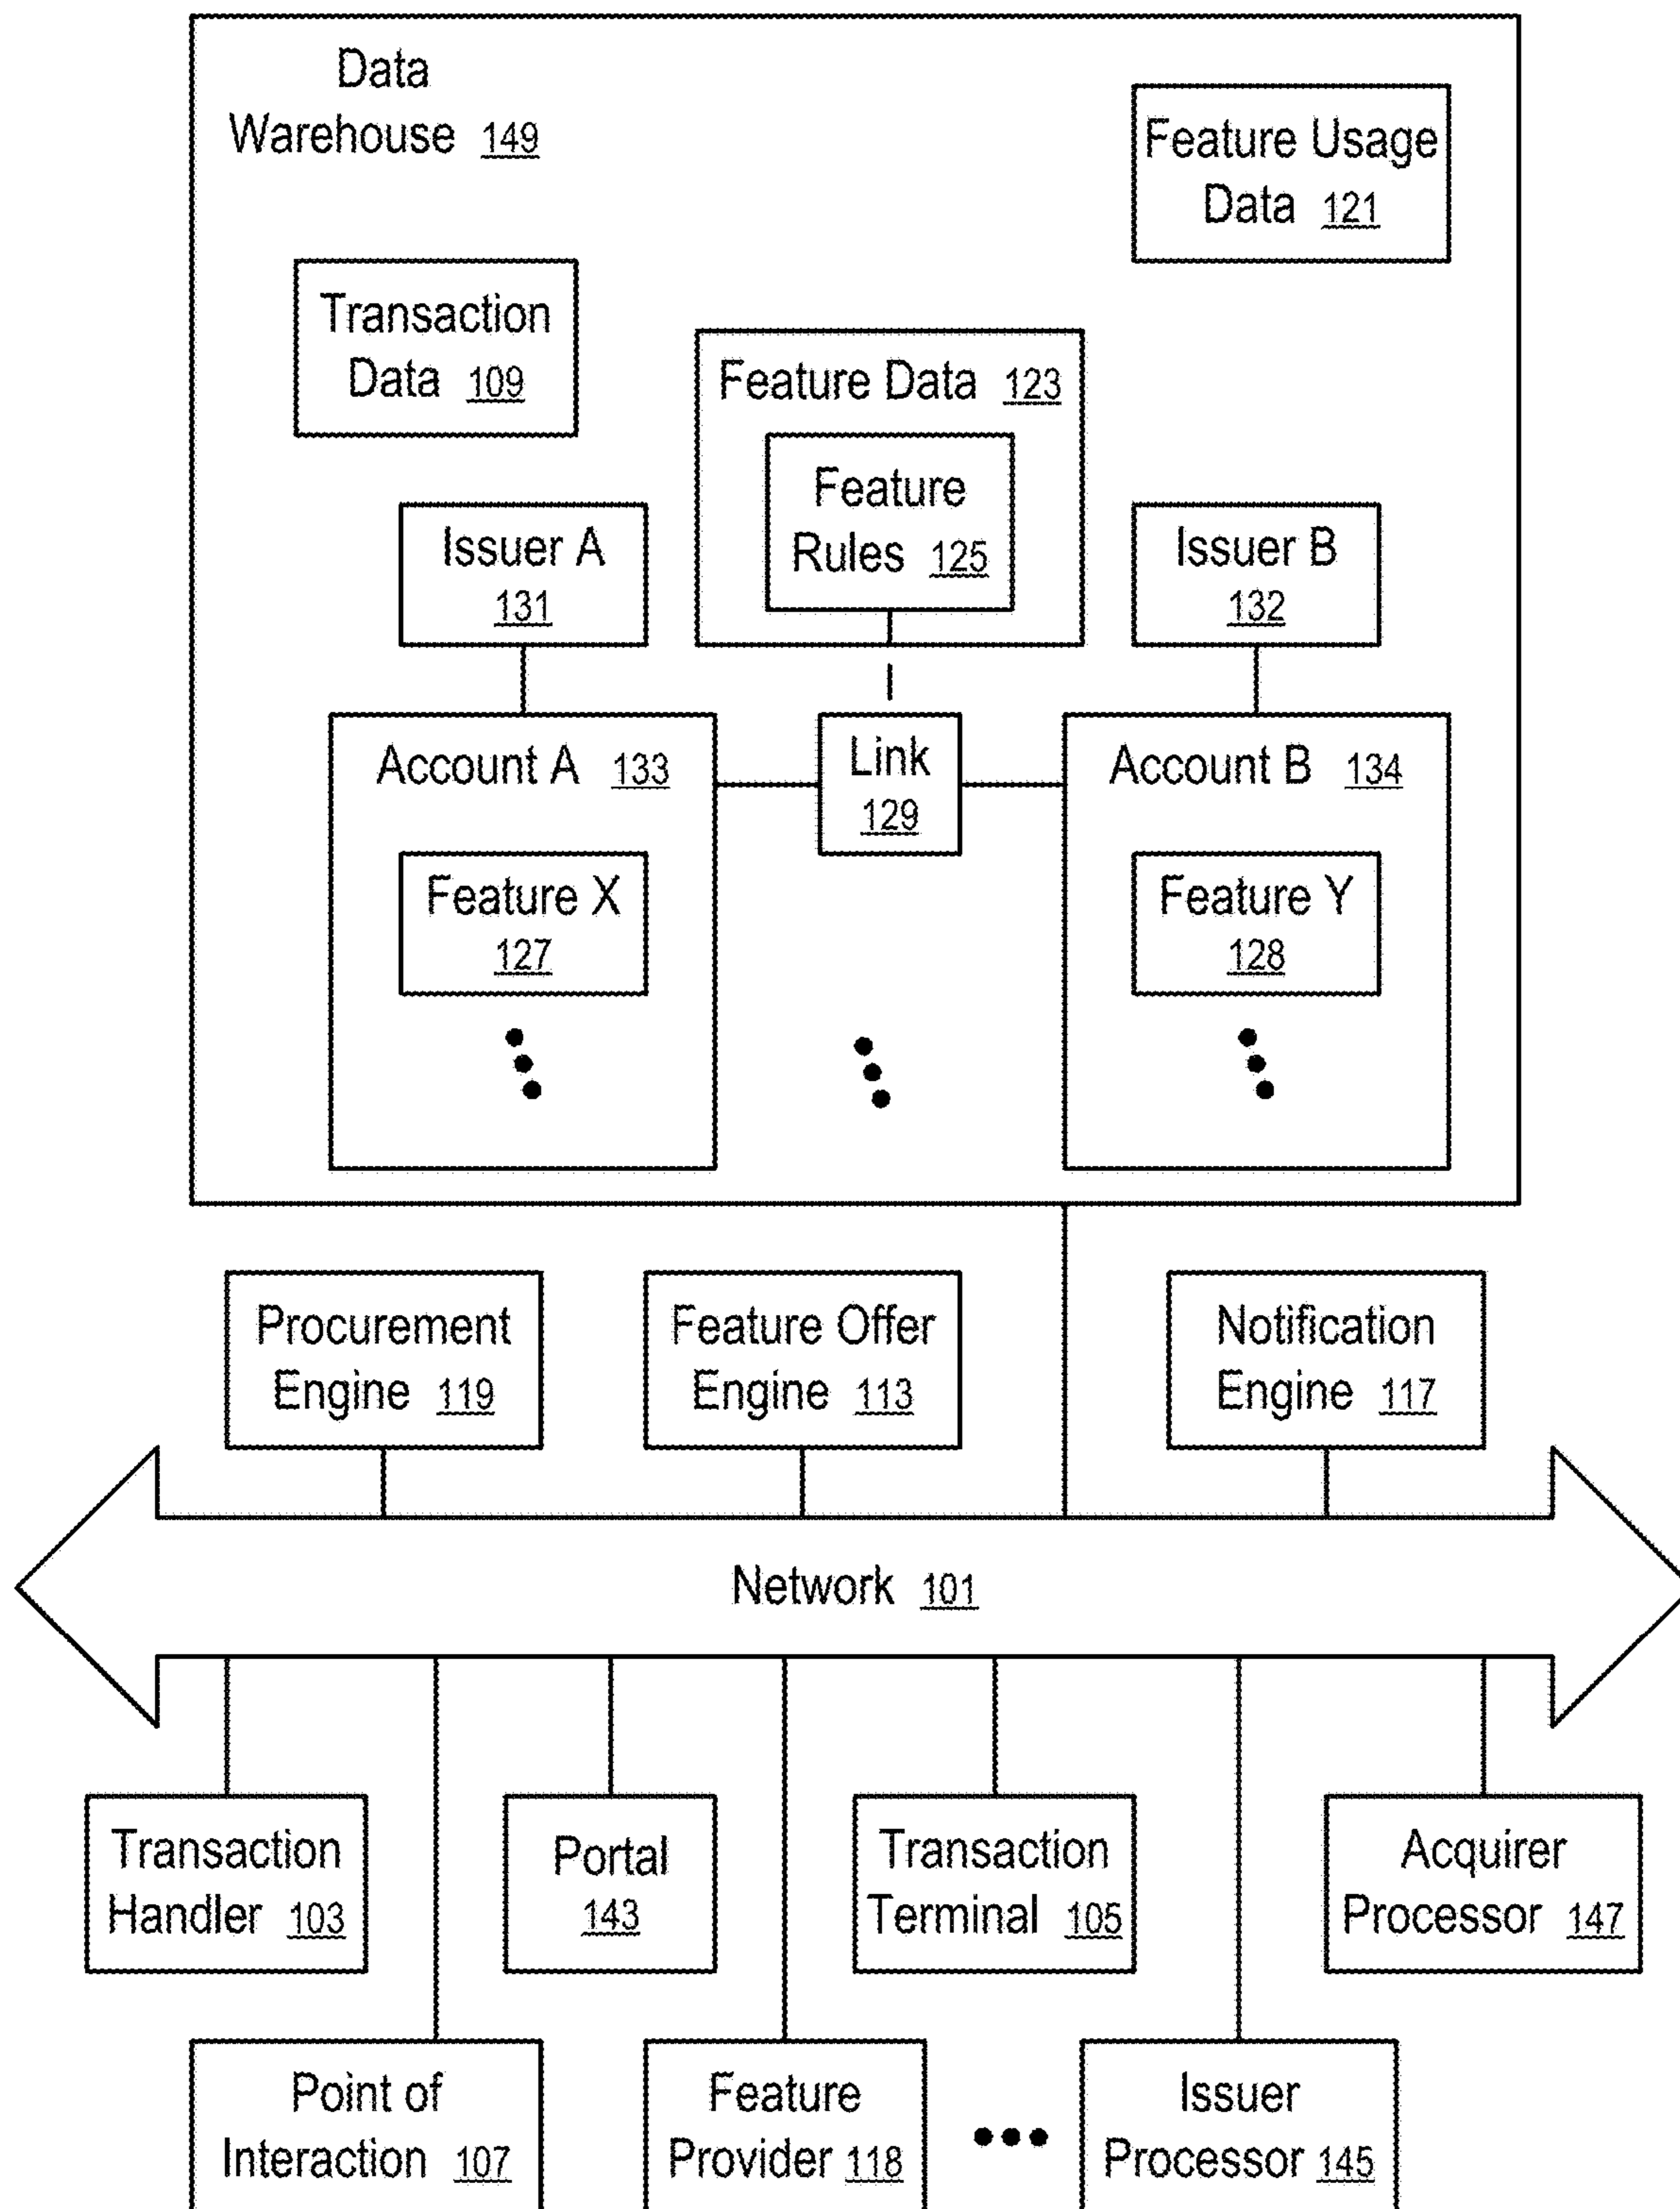 Data
Warehouse 149
Feature Usage
Data 121
Transaction
Data 109
Feature Data 123
Feature
Rules 125
Issuer A
131
Issuer B
132
Account A 133
Link
129
Account B 134
Feature X
127
Feature Y
128
Procurement
Engine 119
Feature Offer
Engine 113
Notification
Engine 117
Network 101
Transaction
Handler 103
Portal
143
Transaction
Terminal 105
Acquirer
Processor 147
Point of
Interaction 107
Feature
Provider 118
Issuer
Processor 145